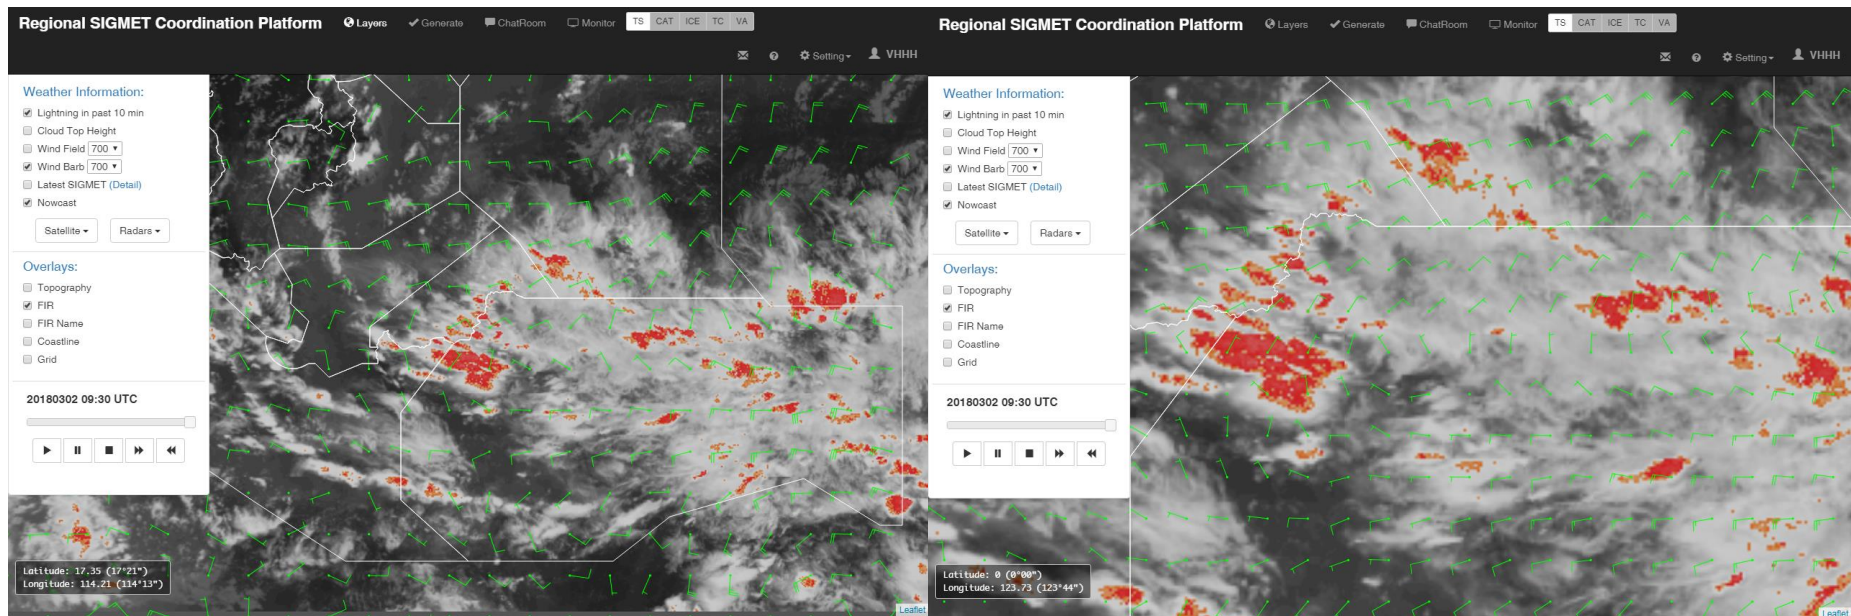 Regional SIGMET Coordination Platform Layers Generate ChatRoom Monitor TS CAT ICE TC VA
Setting VHHH
Weather Information:
Lightning in past 10 min
Cloud Top Height
Wind Field 700
Wind Barb 700
Latest SIGMET (Detail)
Nowcast
Satellite Radars
Overlays:
Topography
FIR
FIR Name
Coastline
Grid
20180302 09:30 UTC
Latitude: 17.35 (17°21")
Longitude: 114.21 (114°13")
Leaflet
Regional SIGMET Coordination Platform Layers Generate ChatRoom Monitor TS CAT ICE TC VA
Setting VHHH
Weather Information:
Lightning in past 10 min
Cloud Top Height
Wind Field 700
Wind Barb 700
Latest SIGMET (Detail)
Nowcast
Satellite Radars
Overlays:
Topography
FIR
FIR Name
Coastline
Grid
20180302 09:30 UTC
Latitude: 0 (0°00")
Longitude: 123.73 (123°44")
Leaflet